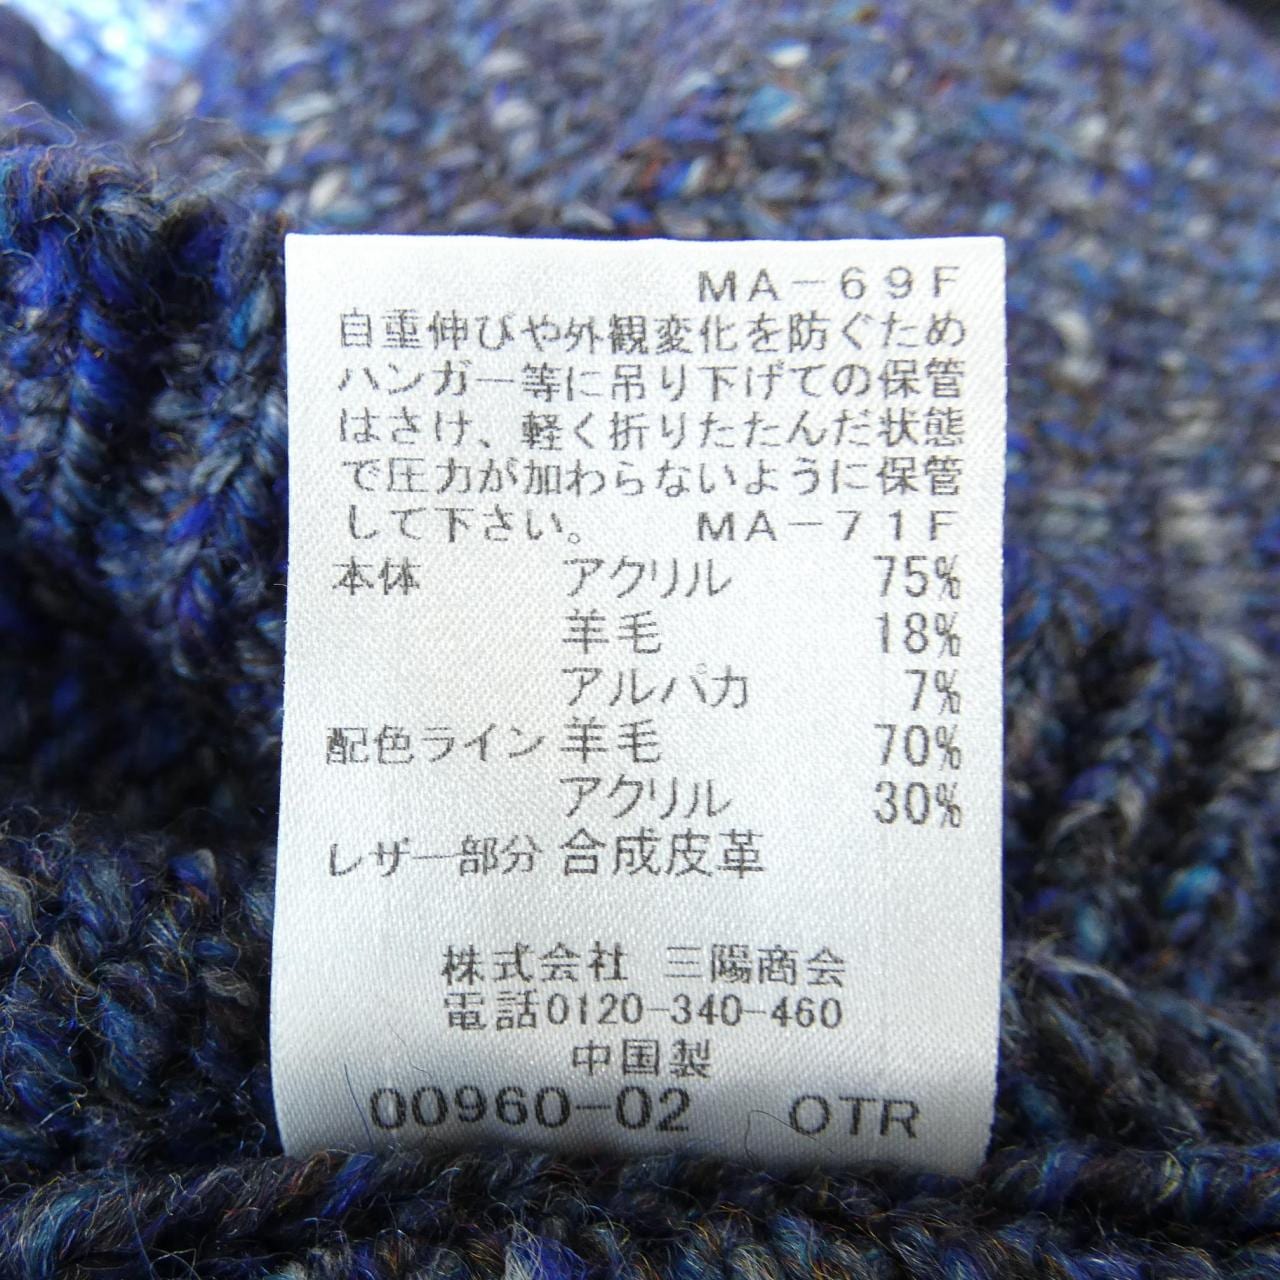 MA-69F
自重伸びや外観変化を防ぐため
ハンガー等に吊り下げての保管
はさけ、軽く折りたたんだ状態
で圧力が加わらないように保管
して下さい。 MA-71F
本体 アクリル 75%
羊毛 18%
アルパカ 7%
配色ライン 羊毛 70%
アクリル 30%
レザー部分 合成皮革
株式会社 三陽商会
電話0120-340-460
中国製
00960-02 OTR